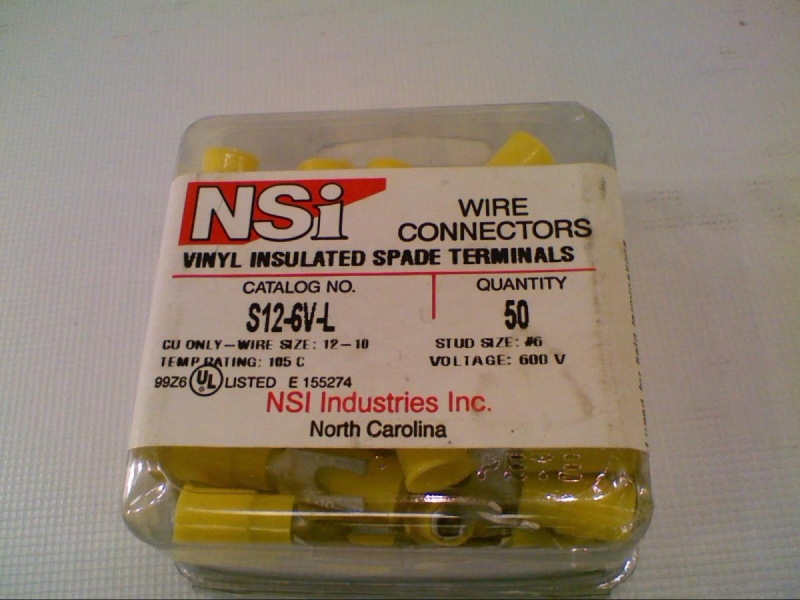 NSi
WIRE
CONNECTORS
VINYL INSULATED SPADE TERMINALS
CATALOG NO.
QUANTITY
S12-6V-L
50
CU ONLY-WIRE SIZE: 12-10
STUD SIZE: #6
TEMP RATING: 105 C
VOLTAGE: 600 V
99Z6 UL LISTED E 155274
NSI Industries Inc.
North Carolina